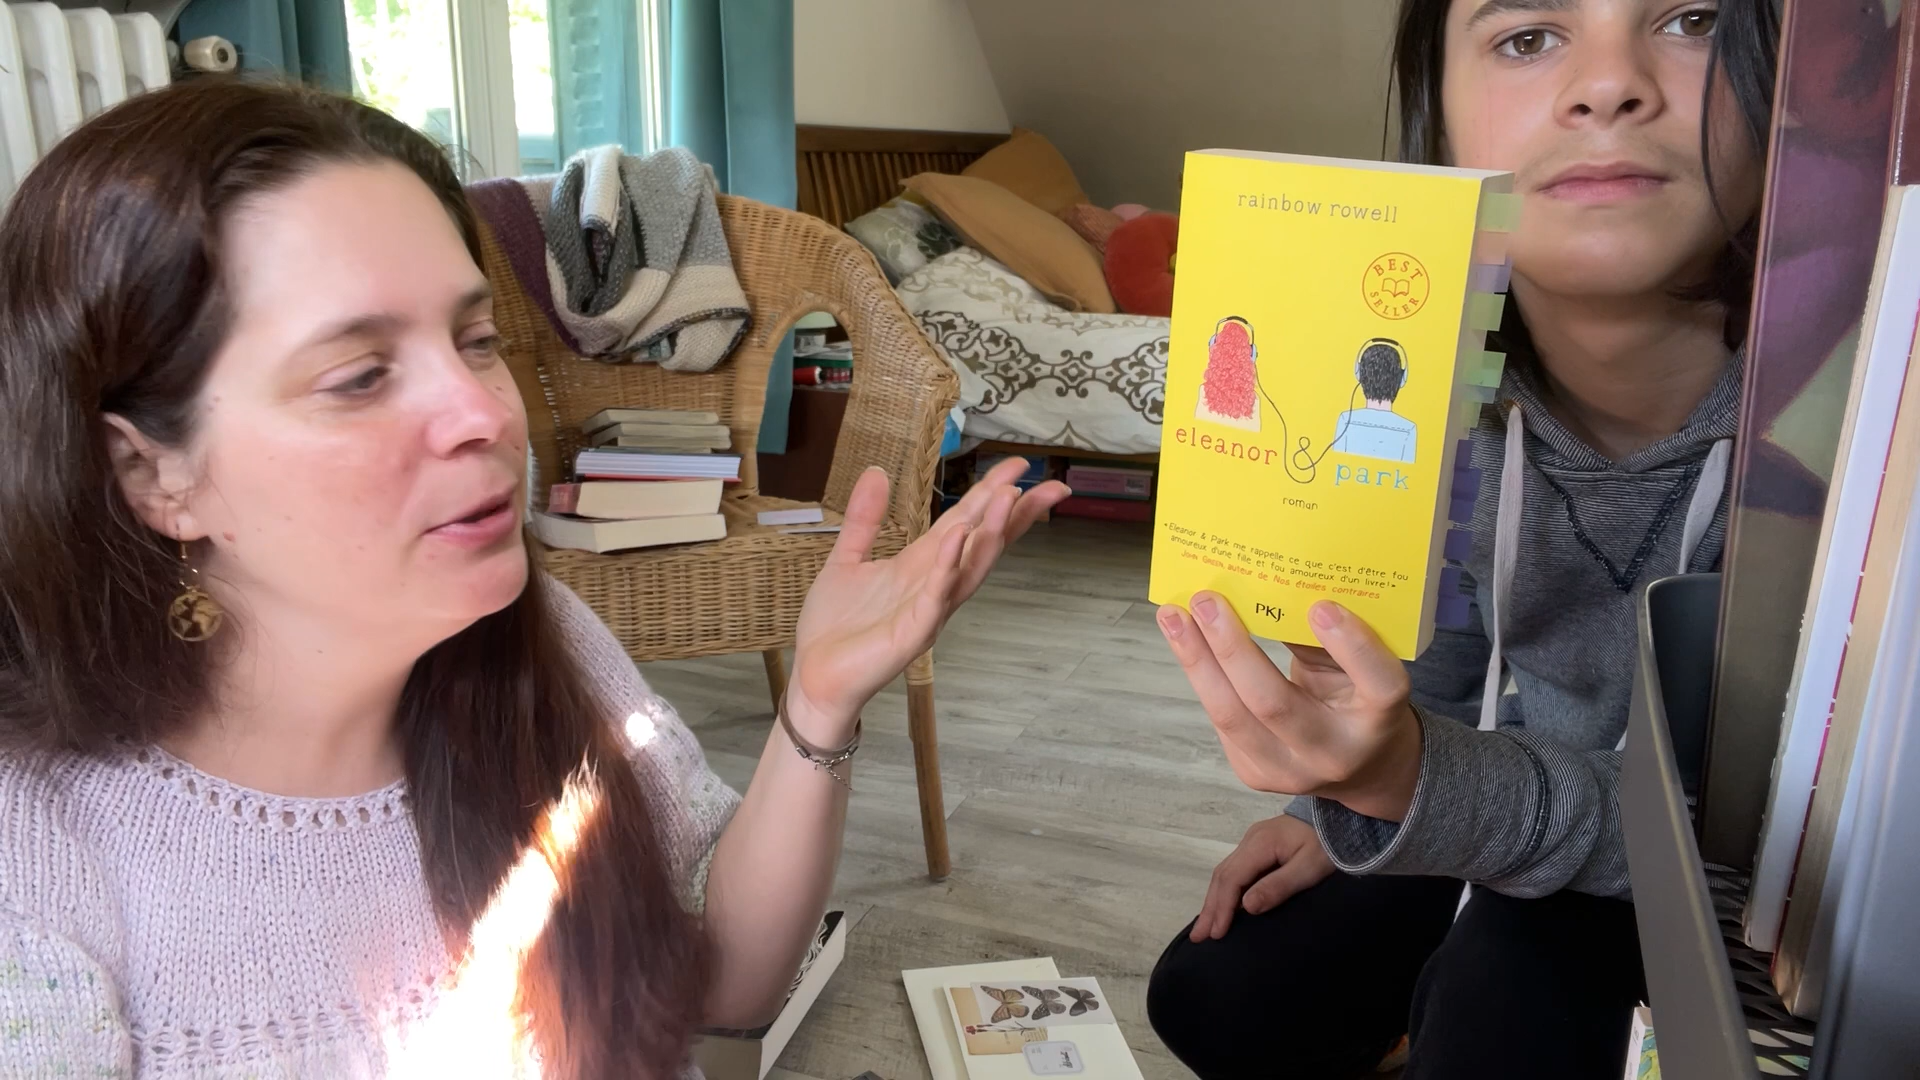 rainbow rowell
BEST
SELLER
eleanor
&
park
roman
« Eleanor & Park me rappelle ce que c'est d'être fou
amoureux d'une fille et fou amoureux d'un livre ! »
John Green, auteur de Nos étoiles contraires
PKJ·